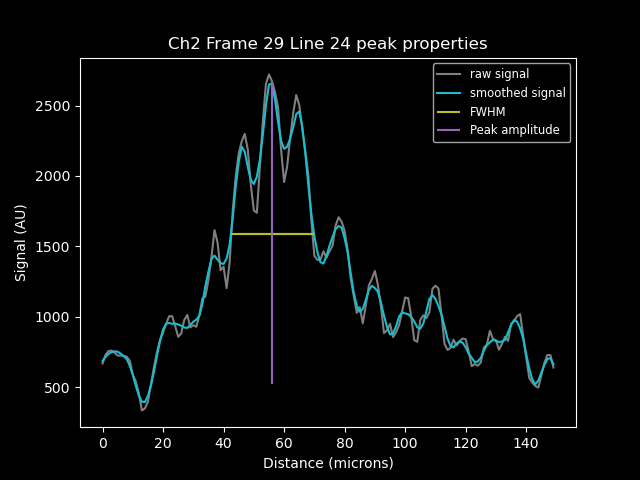 Ch2 Frame 29 Line 24 peak properties
raw signal
smoothed signal
FWHM
Peak amplitude
Signal (AU)
2500
2000
1500
1000
500
0 20 40 60 80 100 120 140
Distance (microns)